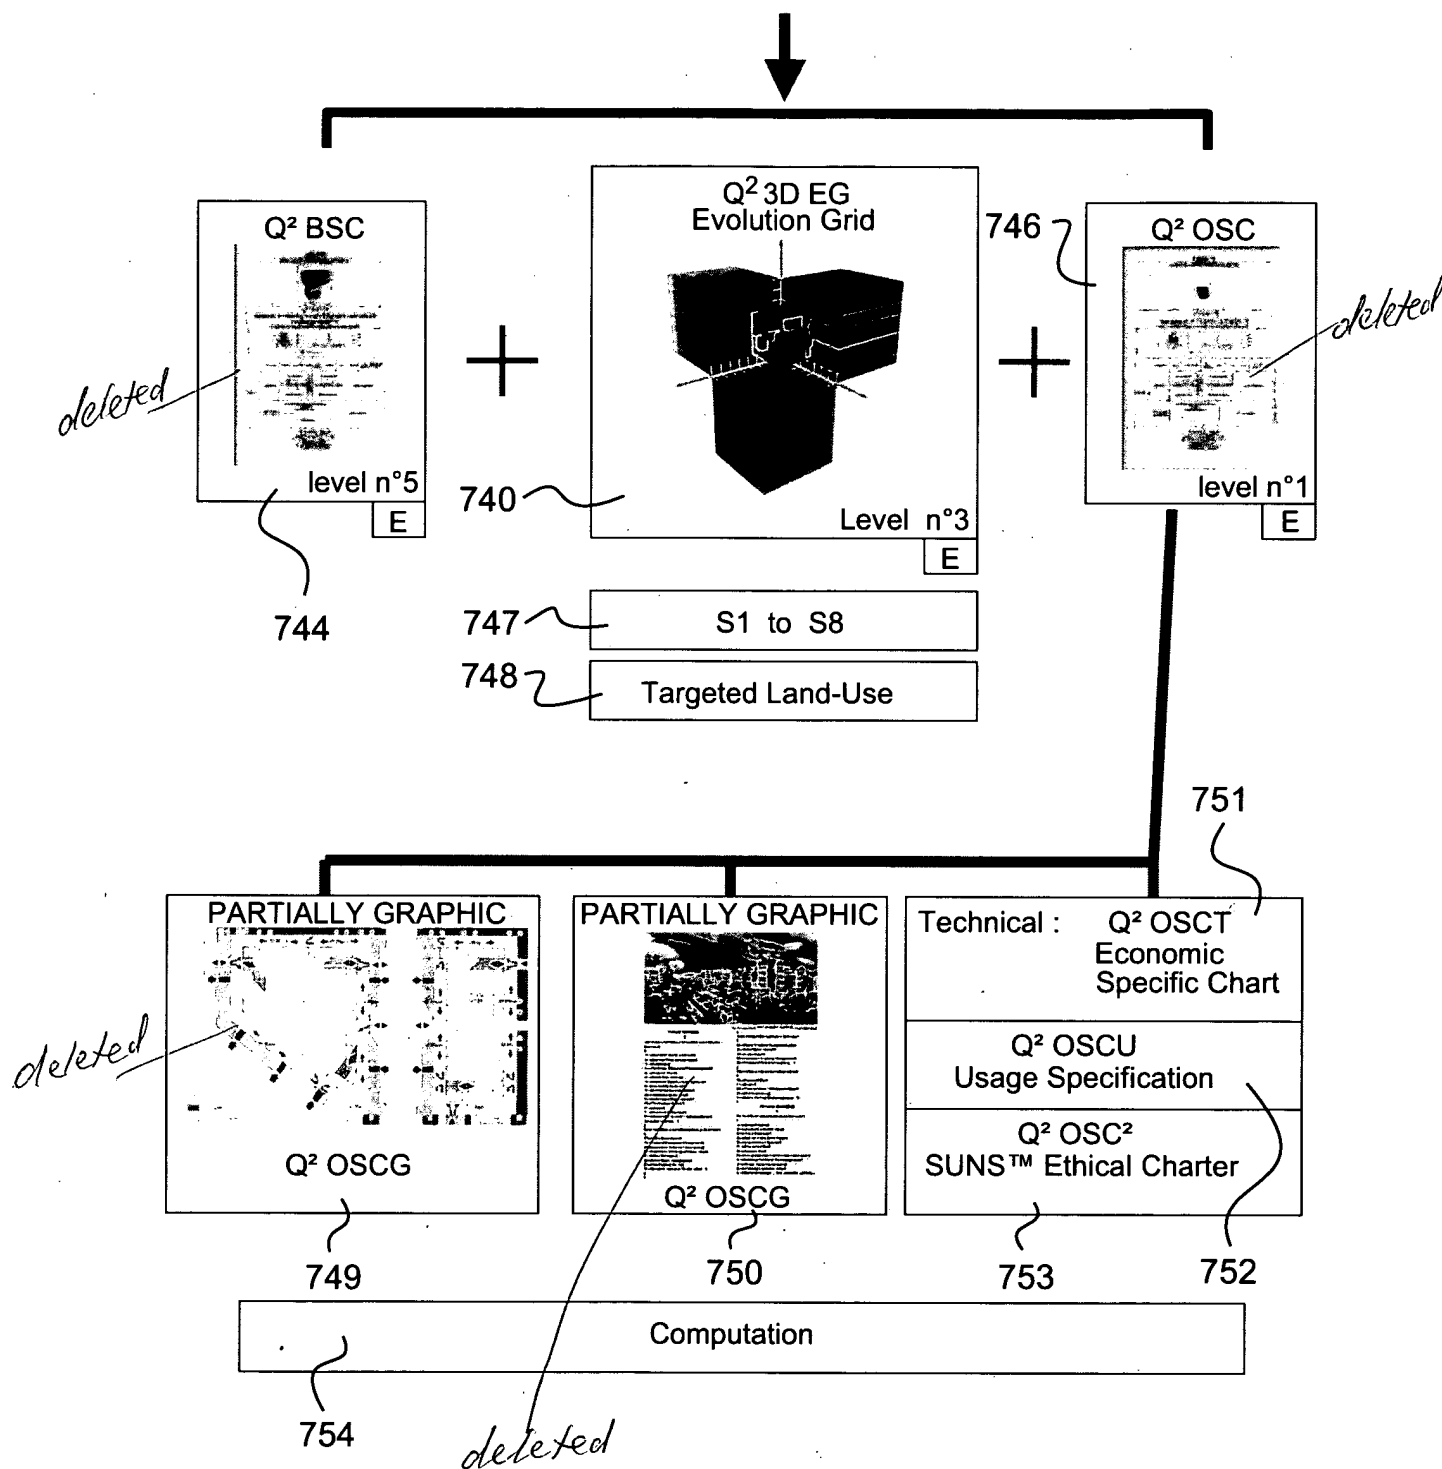 Q² BSC
deleted
level n°5
E
744
Q² 3D EG
Evolution Grid
740
Level n°3
E
746
Q² OSC
deleted
level n°1
E
747
S1 to S8
748
Targeted Land-Use
751
PARTIALLY GRAPHIC
deleted
Q² OSCG
749
PARTIALLY GRAPHIC
Q² OSCG
750
deleted
Technical : Q² OSCT
Economic
Specific Chart
Q² OSCU
Usage Specification
Q² OSC²
SUNS™ Ethical Charter
753
752
Computation
754